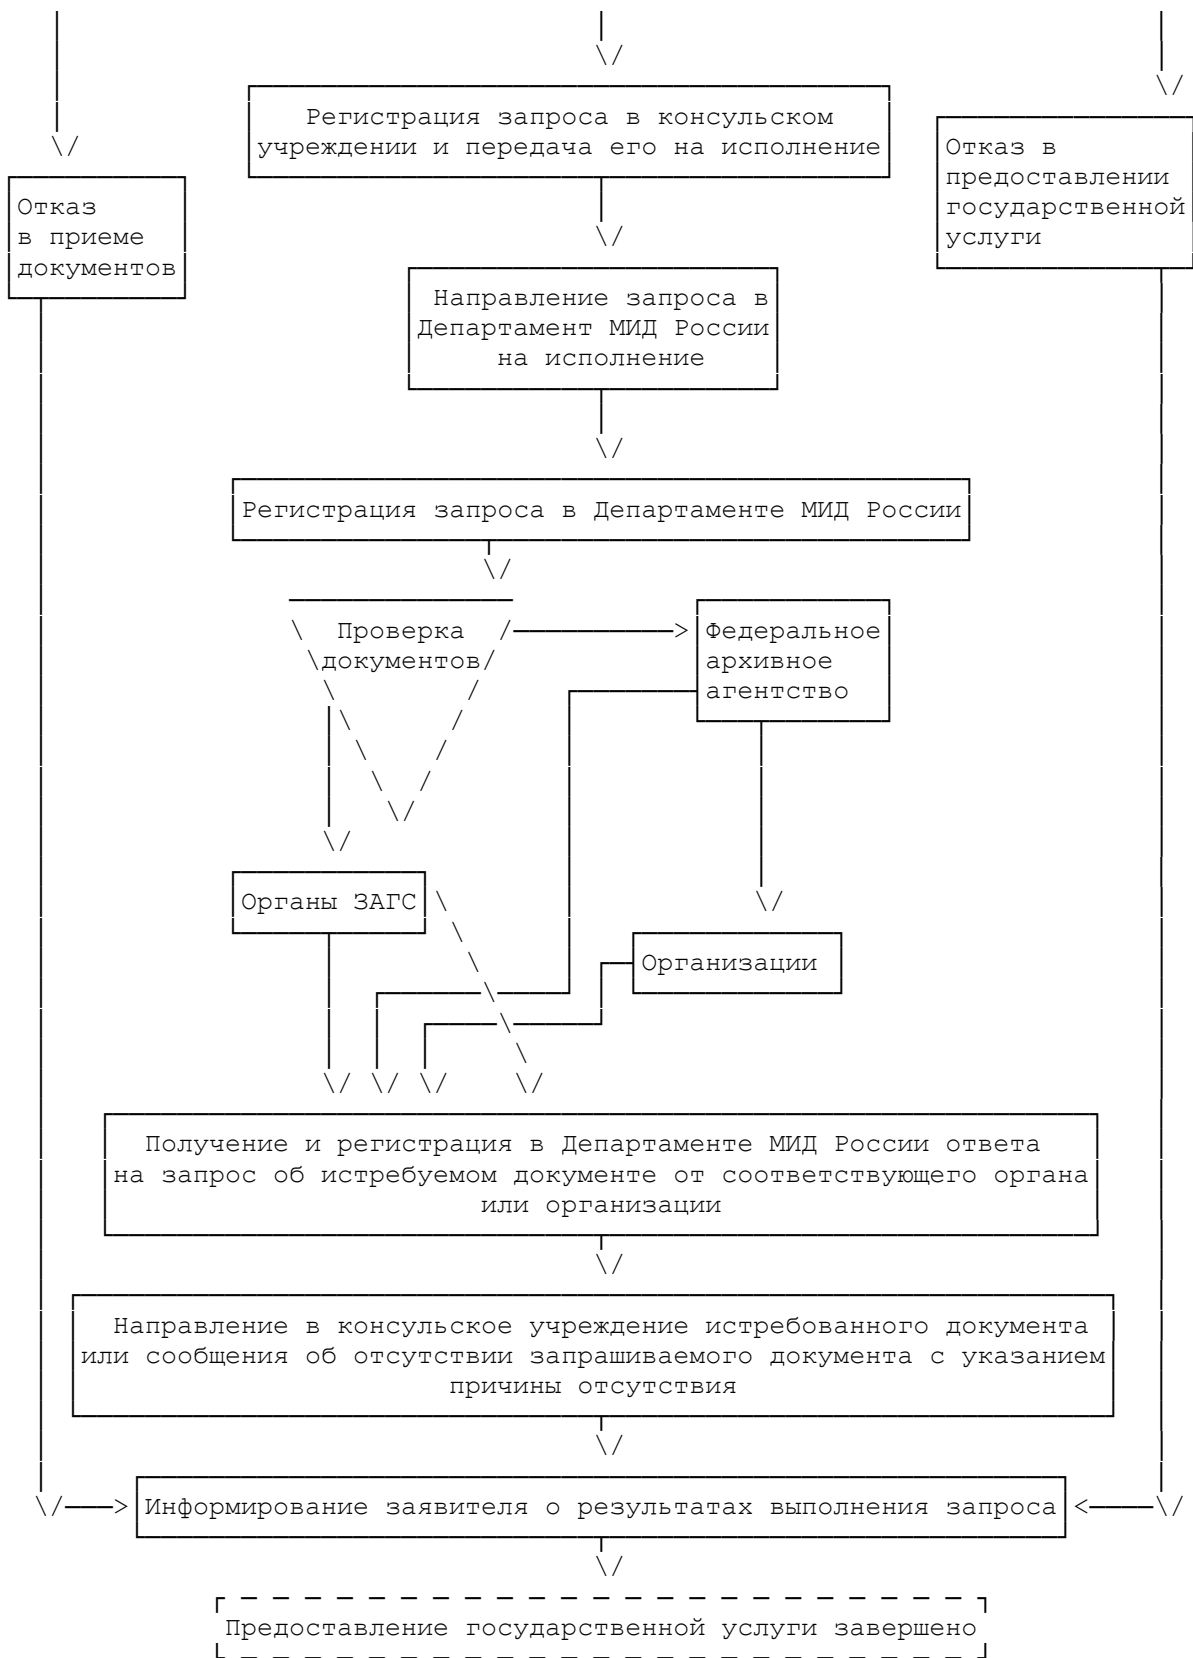 Регистрация запроса в консульском
учреждении и передача его на исполнение
Отказ в
предоставлении
государственной
услуги
Отказ
в приеме
документов
Направление запроса в
Департамент МИД России
на исполнение
Регистрация запроса в Департаменте МИД России
Проверка
документов
Федеральное
архивное
агентство
Органы ЗАГС
Организации
Получение и регистрация в Департаменте МИД России ответа
на запрос об истребуемом документе от соответствующего органа
или организации
Направление в консульское учреждение истребованного документа
или сообщения об отсутствии запрашиваемого документа с указанием
причины отсутствия
Информирование заявителя о результатах выполнения запроса
Предоставление государственной услуги завершено